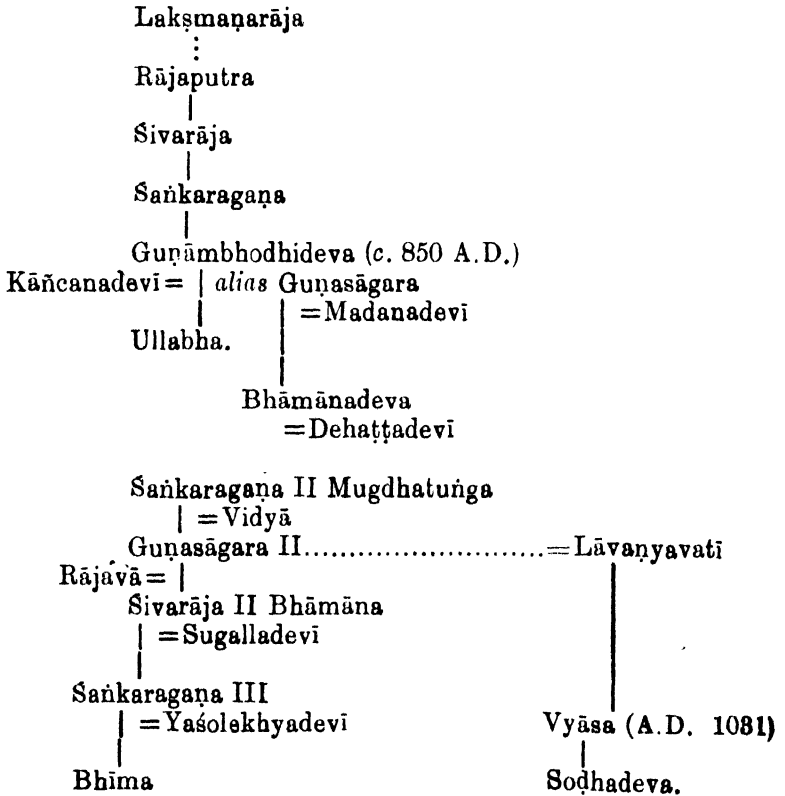 Lakṣmaṇarāja
Rājaputra
Śivarāja
Śaṅkaragaṇa
Guṇāmbhodhideva (c. 850 A.D.)
Kāñcanadevī= alias Guṇasāgara
=Madanadevī
Ullabha.
Bhāmānadeva
=Dehaṭṭadevī
Śaṅkaragaṇa II Mugdhatuṅga
=Vidyā
Guṇasāgara II...........................=Lāvaṇyavatī
Rājavā=
Śivarāja II Bhāmāna
=Sugalladevī
Śaṅkaragaṇa III
=Yaśolekhyadevī Vyāsa (A.D. 1031)
Bhīma Soḍhadeva.